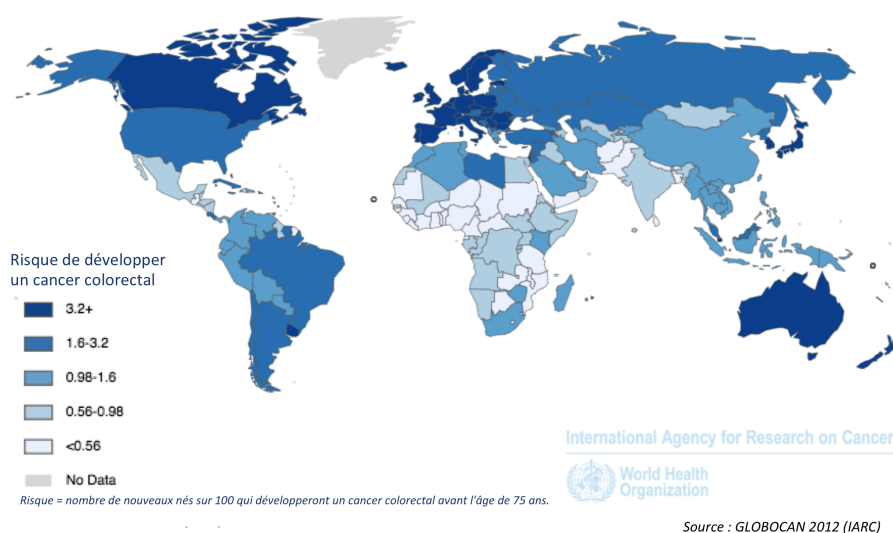 Risque de développer
un cancer colorectal
3.2+
1.6-3.2
0.98-1.6
0.56-0.98
<0.56
No Data
International Agency for Research on Cancer
World Health
Organization
Risque = nombre de nouveaux nés sur 100 qui développeront un cancer colorectal avant l'âge de 75 ans.
Source : GLOBOCAN 2012 (IARC)